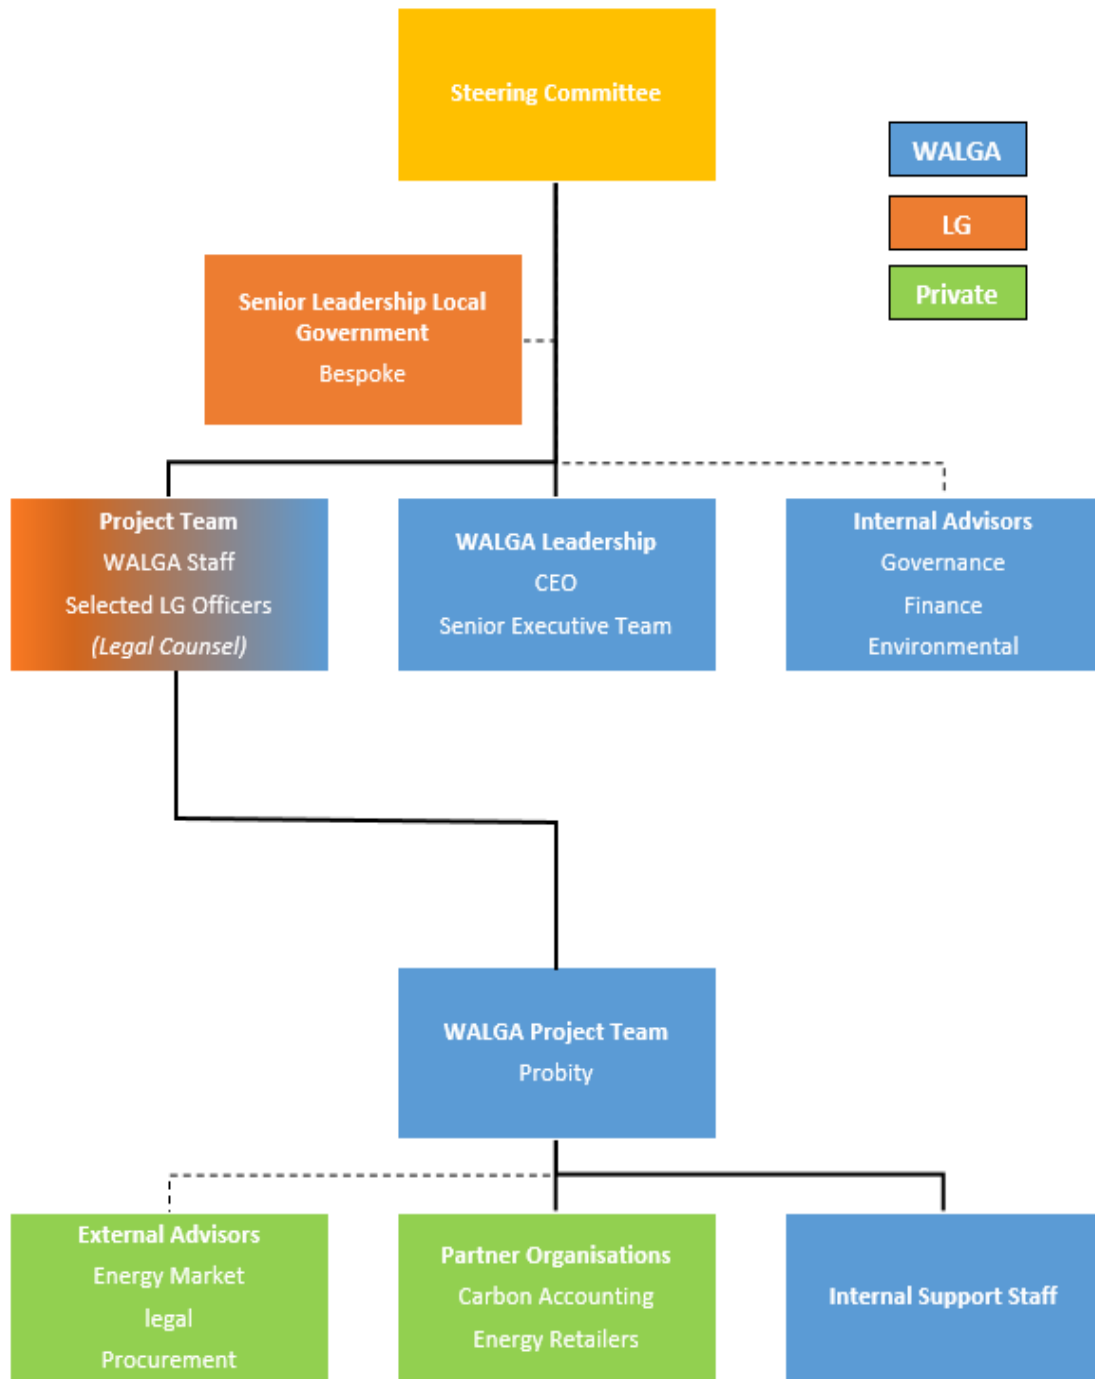 Steering Committee
WALGA
LG
Private
Senior Leadership Local
Government
Bespoke
Project Team
WALGA Staff
Selected LG Officers
(Legal Counsel)
WALGA Leadership
CEO
Senior Executive Team
Internal Advisors
Governance
Finance
Environmental
WALGA Project Team
Probity
External Advisors
Energy Market
legal
Procurement
Partner Organisations
Carbon Accounting
Energy Retailers
Internal Support Staff